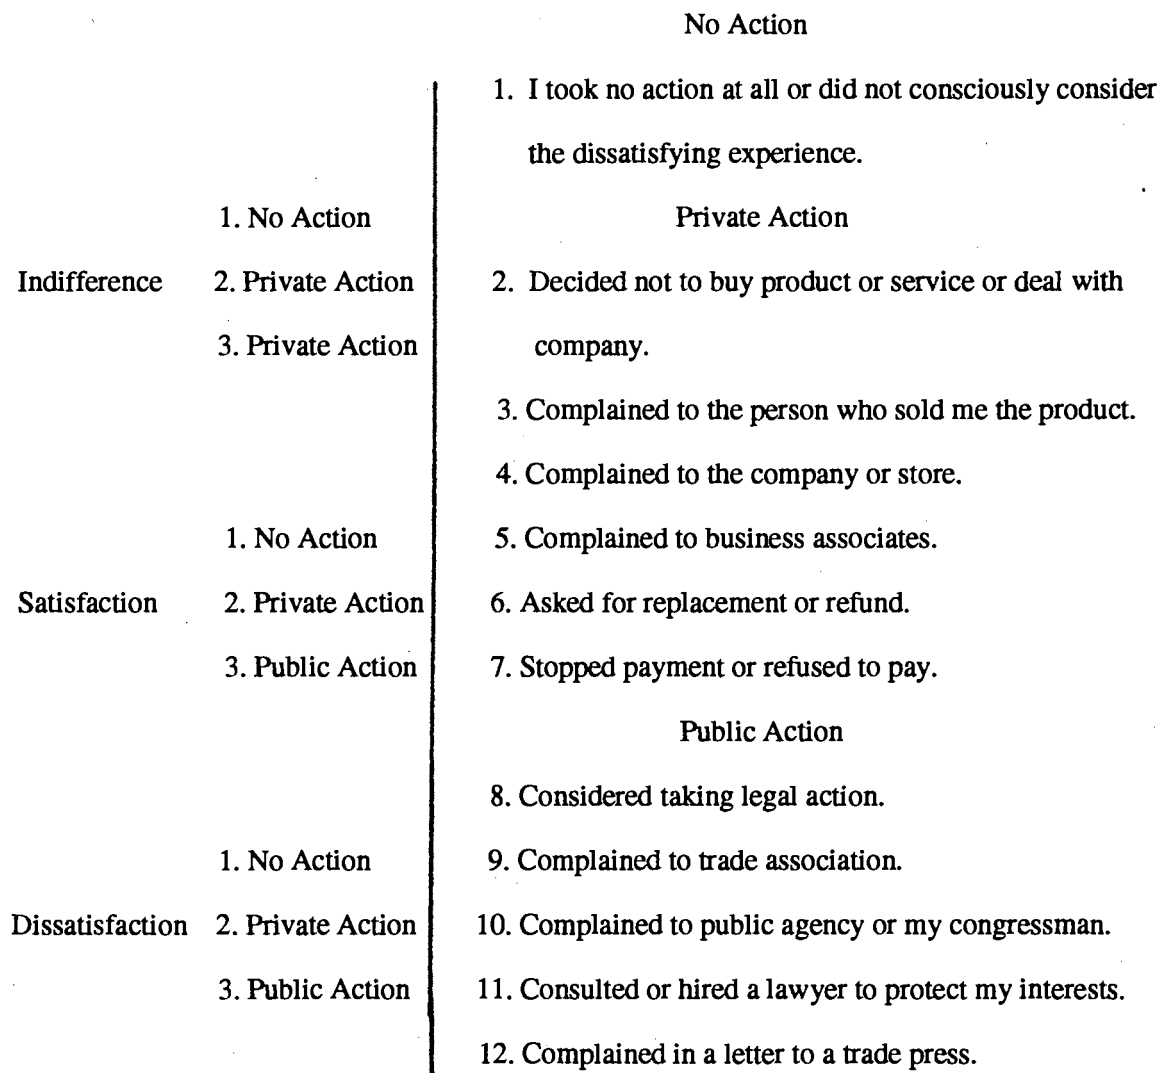 No Action
1. I took no action at all or did not consciously consider
the dissatisfying experience.
1. No Action
Private Action
Indifference 2. Private Action
2. Decided not to buy product or service or deal with
3. Private Action
company.
3. Complained to the person who sold me the product.
4. Complained to the company or store.
1. No Action
5. Complained to business associates.
Satisfaction 2. Private Action
6. Asked for replacement or refund.
3. Public Action
7. Stopped payment or refused to pay.
Public Action
8. Considered taking legal action.
1. No Action
9. Complained to trade association.
Dissatisfaction 2. Private Action
10. Complained to public agency or my congressman.
3. Public Action
11. Consulted or hired a lawyer to protect my interests.
12. Complained in a letter to a trade press.